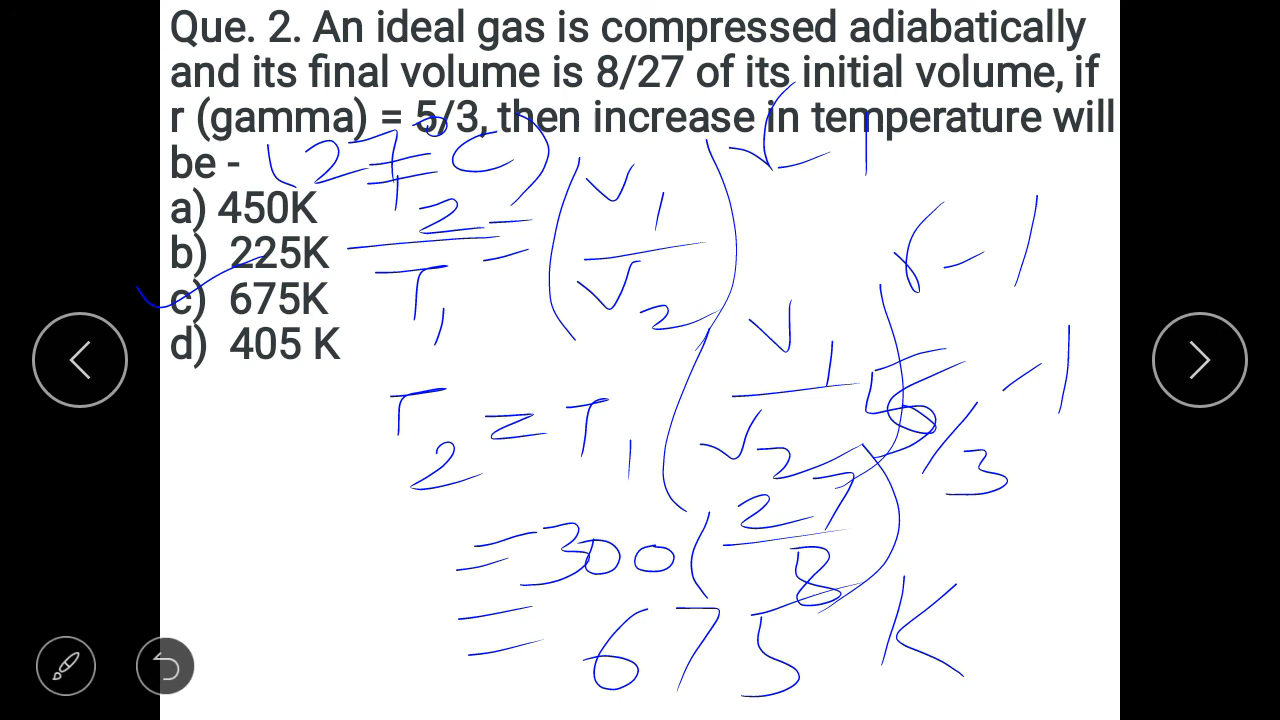 Que. 2. An ideal gas is compressed adiabatically
and its final volume is 8/27 of its initial volume, if
r (gamma) = 5/3, then increase in temperature will
be - (27°C)
a) 450K
b) 225K
c) 675K
d) 405 K
T2/T1 = (V1/V2)^r-1
r-1
T2 = T1 (V1/V2)^5/3-1
=300(27/8)
= 675 K